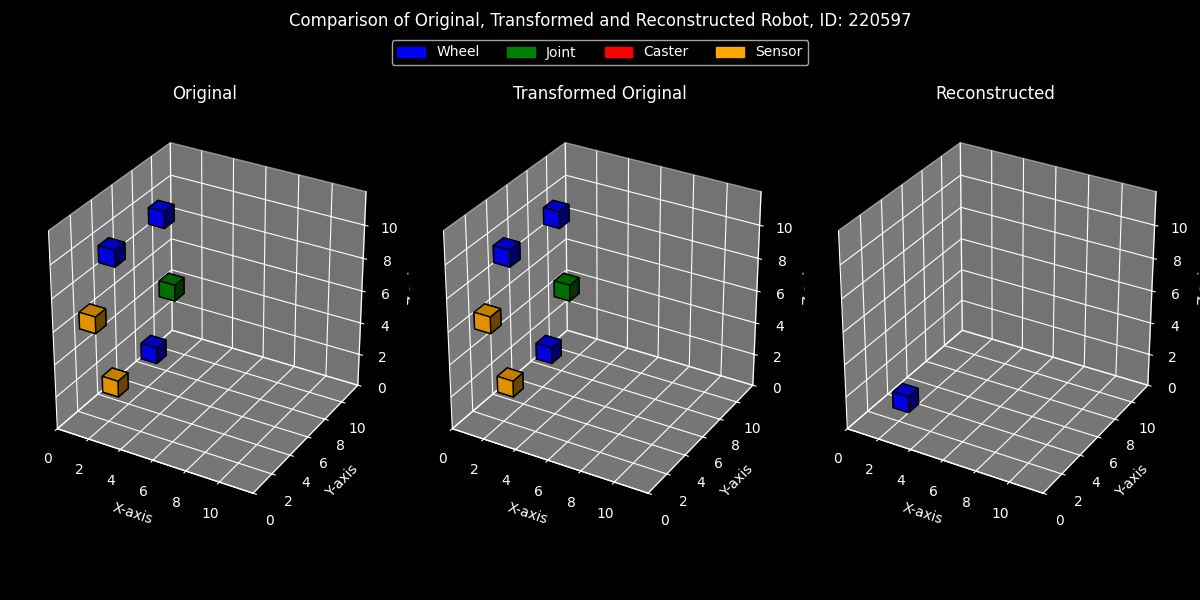 Comparison of Original, Transformed and Reconstructed Robot, ID: 220597
Wheel Joint Caster Sensor
Original Transformed Original Reconstructed
10 10 10
8 8 8
6 6 6
4 4 4
2 2 2
0 0 0
0 2 4 6 8 10 0 2 4 6 8 10 0 2 4 6 8 10
0 2 4 6 8 10 0 2 4 6 8 10 0 2 4 6 8 10
X-axis Y-axis X-axis Y-axis X-axis Y-axis